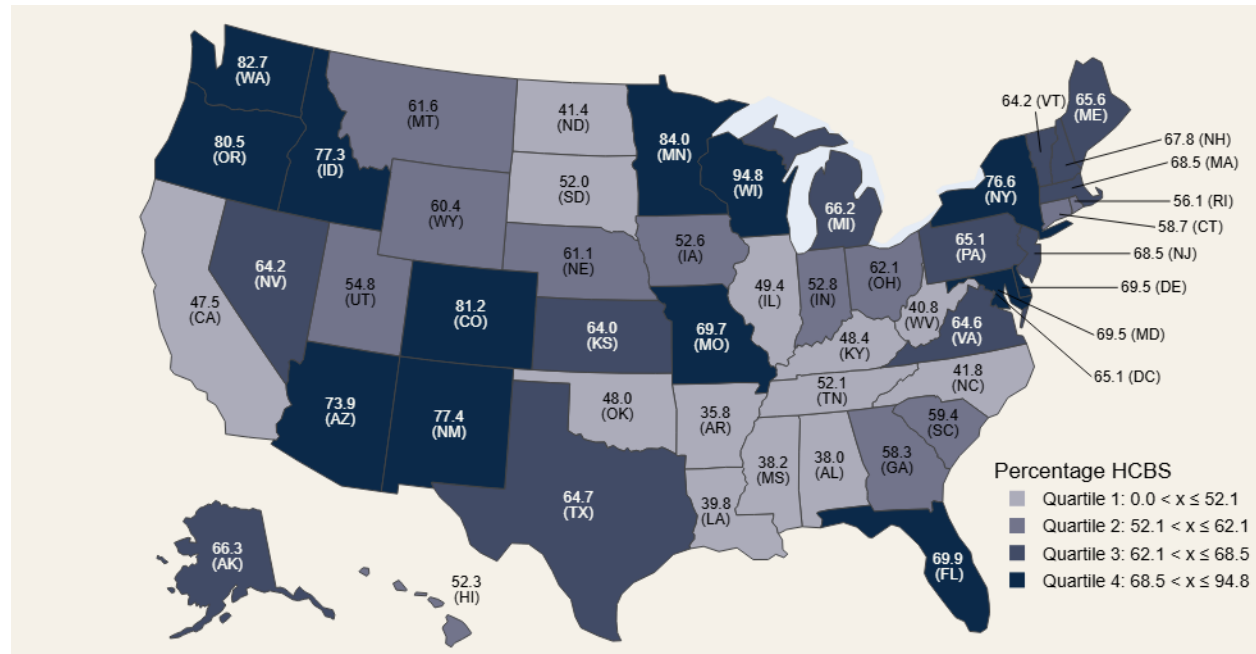 82.7
(WA)
61.6
(MT)
41.4
(ND)
84.0
(MN)
64.2 (VT)
65.6
(ME)
80.5
(OR)
77.3
(ID)
94.8
(WI)
67.8 (NH)
68.5 (MA)
52.0
(SD)
76.6
(NY)
56.1 (RI)
60.4
(WY)
66.2
(MI)
58.7 (CT)
65.1
(PA)
68.5 (NJ)
52.6
(IA)
61.1
(NE)
64.2
(NV)
54.8
(UT)
62.1
(OH)
52.8
(IN)
49.4
(IL)
69.5 (DE)
47.5
(CA)
81.2
(CO)
64.0
(KS)
69.7
(MO)
40.8
(WV)
64.6
(VA)
69.5 (MD)
48.4
(KY)
65.1 (DC)
41.8
(NC)
52.1
(TN)
73.9
(AZ)
77.4
(NM)
48.0
(OK)
35.8
(AR)
59.4
(SC)
38.2
(MS)
38.0
(AL)
58.3
(GA)
64.7
(TX)
39.8
(LA)
66.3
(AK)
52.3
(HI)
69.9
(FL)
Percentage HCBS
Quartile 1: 0.0 < x ≤ 52.1
Quartile 2: 52.1 < x ≤ 62.1
Quartile 3: 62.1 < x ≤ 68.5
Quartile 4: 68.5 < x ≤ 94.8